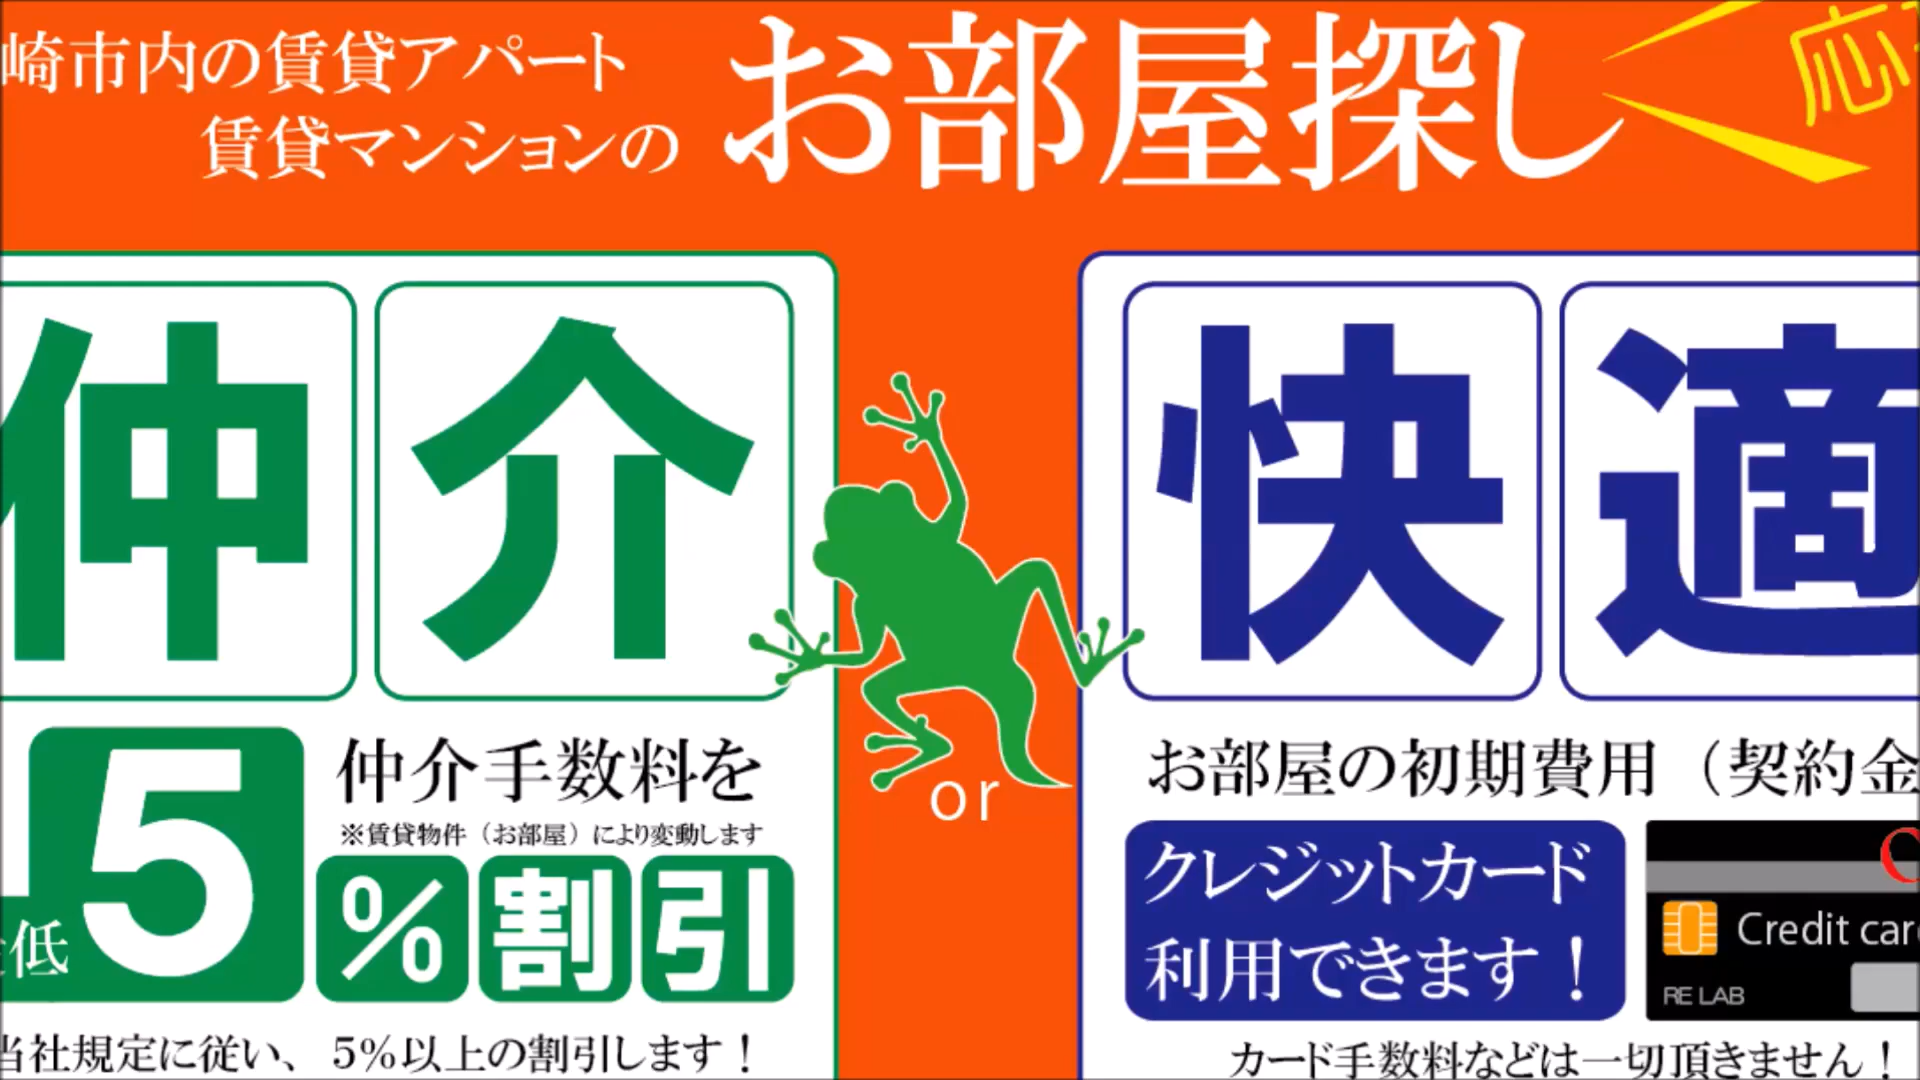 崎市内の賃貸アパート
賃貸マンションの
お部屋探し
応
仲介
5
低
仲介手数料を
※賃貸物件（お部屋）により変動します
%割引
当社規定に従い、5%以上の割引します！
or
快適
お部屋の初期費用（契約金
クレジットカード
利用できます！
Credit car
RE LAB
カード手数料などは一切頂きません！